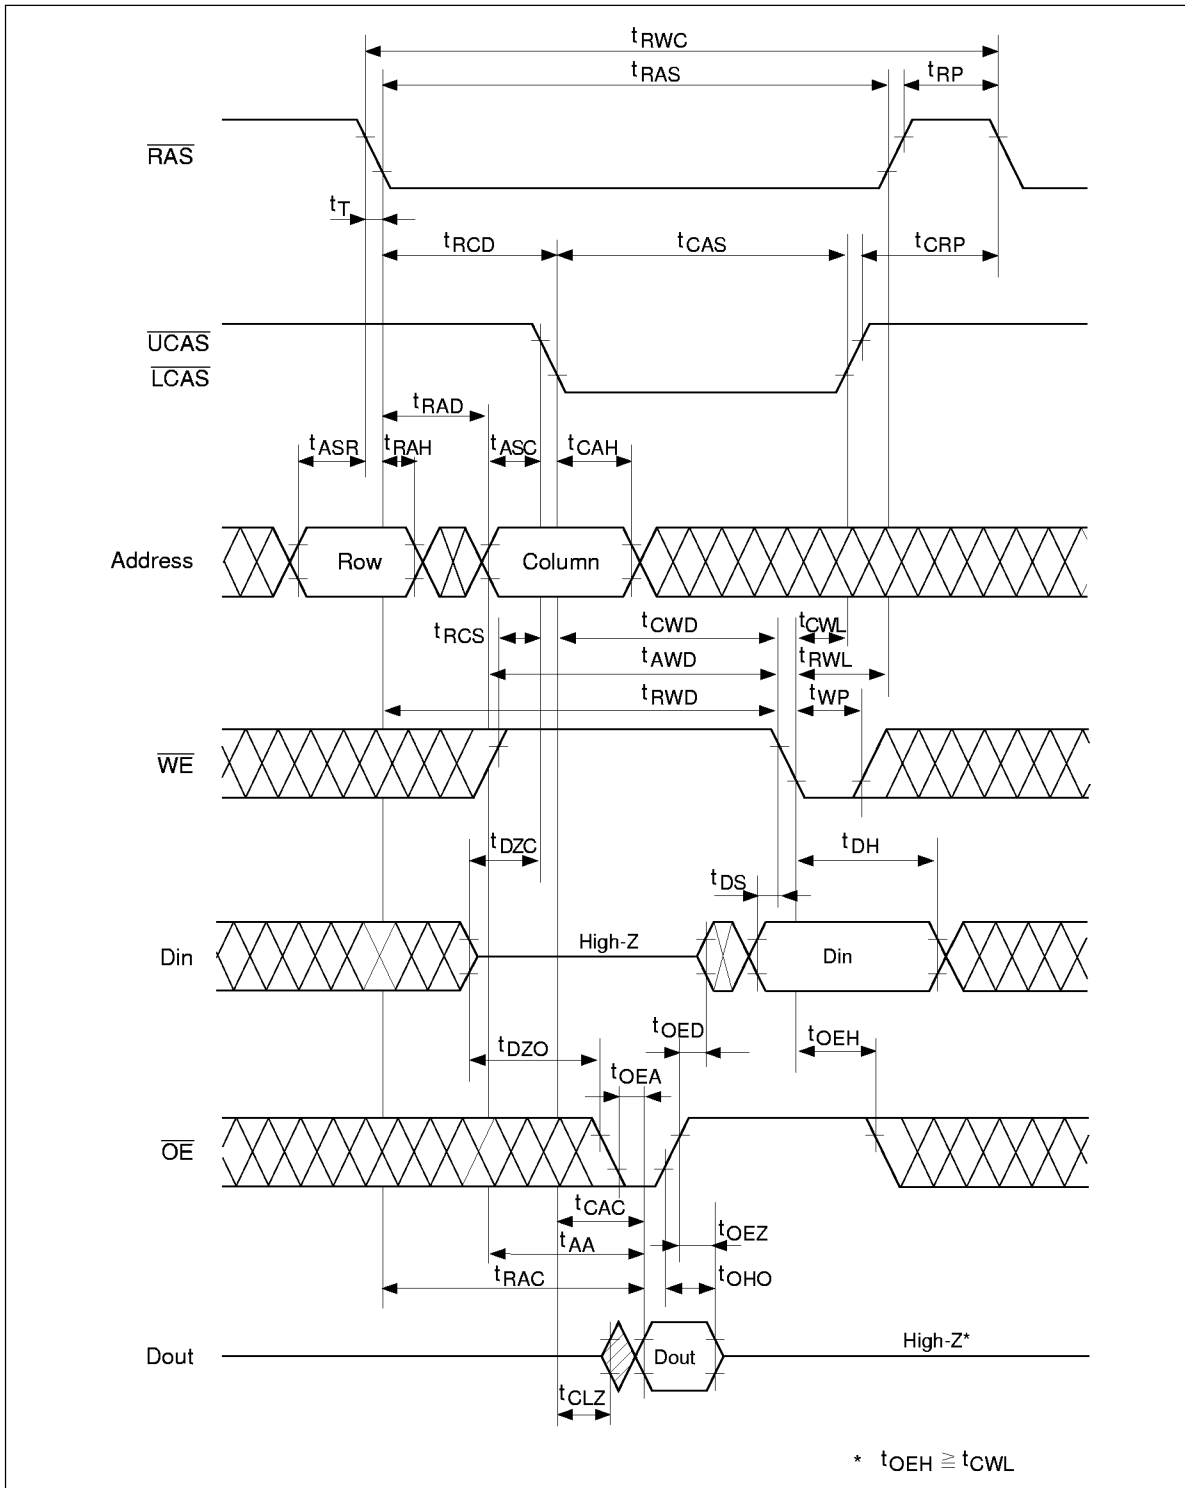 tRWC
tRAS
tRP
RAS
tT
tRCD
tCAS
tCRP
UCAS
LCAS
tRAD
tASR
tRAH
tASC
tCAH
Address
Row
Column
tRCS
tCWD
tCWL
tAWD
tRWL
tRWD
tWP
WE
tDZC
tDH
tDS
Din
High-Z
Din
tOED
tOEH
tDZO
tOEA
OE
tCAC
tOEZ
tAA
tRAC
tOHO
Dout
Dout
High-Z*
tCLZ
* tOEH ≧ tCWL